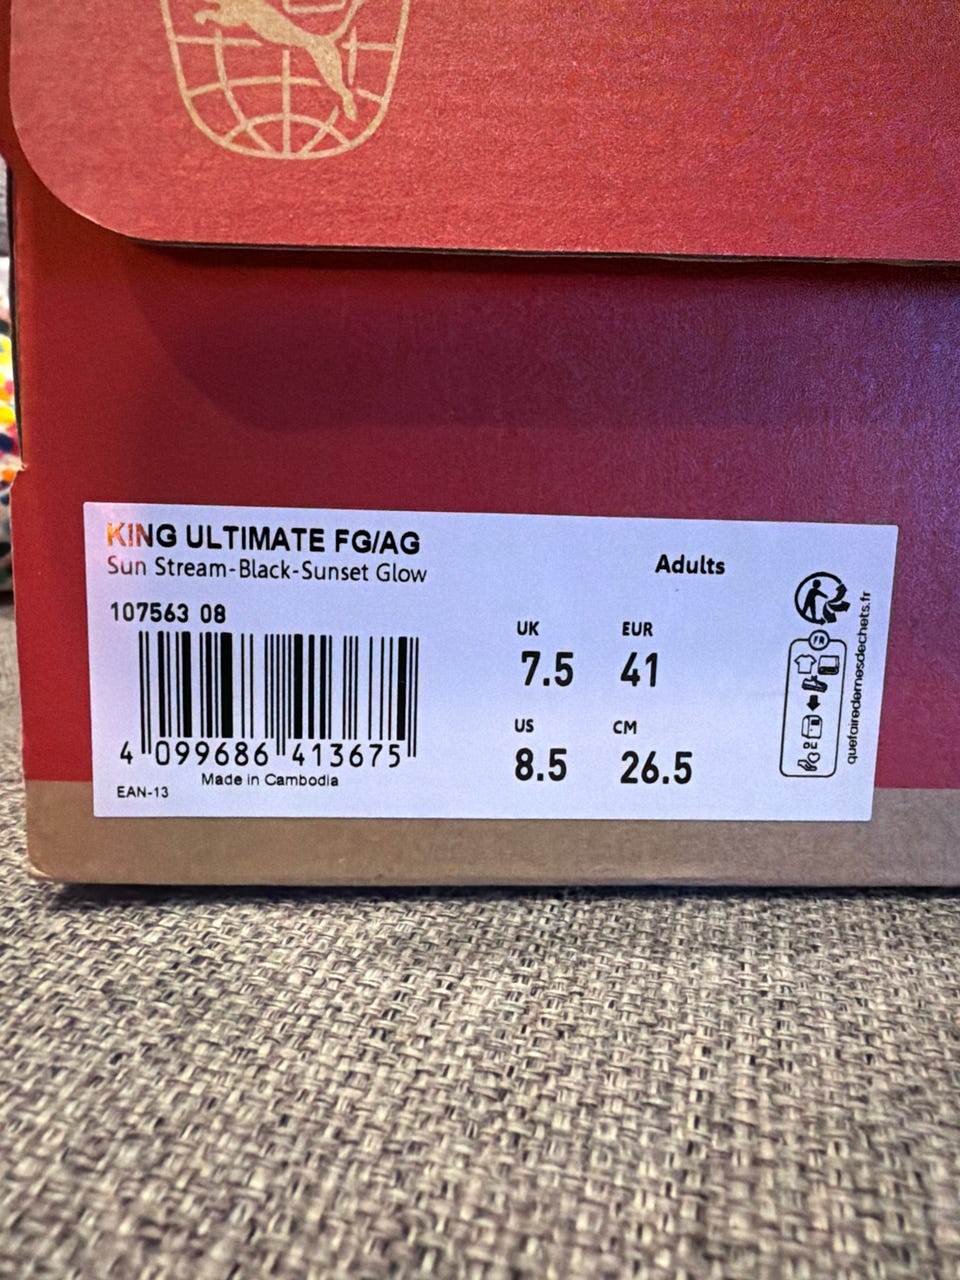 KING ULTIMATE FG/AG
Sun Stream-Black-Sunset Glow
Adults
107563 08
UK EUR
7.5 41
US CM
8.5 26.5
4 099686 413675
Made in Cambodia
EAN-13
FR
OU
quefairedemesdechets.fr